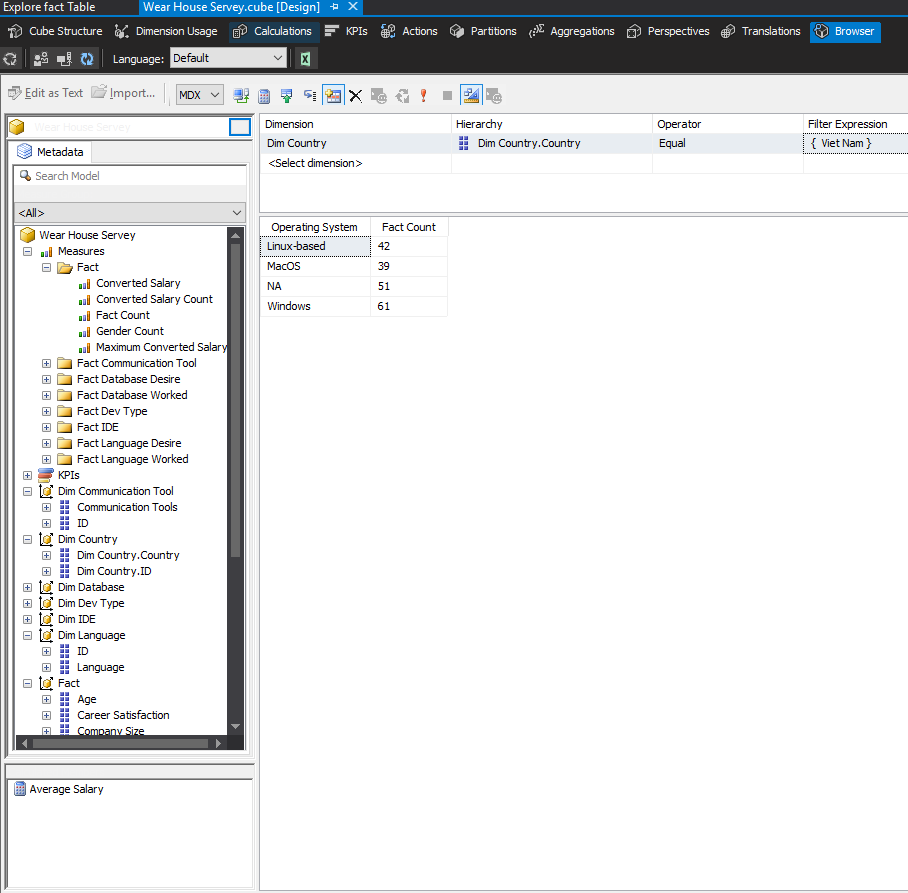 Explore fact Table Wear House Servey.cube [Design]
Cube Structure Dimension Usage Calculations KPIs Actions Partitions Aggregations Perspectives Translations Browser
Language: Default
Edit as Text Import... MDX
Wear House Servey
Metadata
Search Model
<All>
Wear House Servey
Measures
Fact
Converted Salary
Converted Salary Count
Fact Count
Gender Count
Maximum Converted Salary
Fact Communication Tool
Fact Database Desire
Fact Database Worked
Fact Dev Type
Fact IDE
Fact Language Desire
Fact Language Worked
KPIs
Dim Communication Tool
Communication Tools
ID
Dim Country
Dim Country.Country
Dim Country.ID
Dim Database
Dim Dev Type
Dim IDE
Dim Language
ID
Language
Fact
Age
Career Satisfaction
Company Size
Average Salary
Dimension Hierarchy Operator Filter Expression
Dim Country Dim Country.Country Equal { Viet Nam }
<Select dimension>
Operating System Fact Count
Linux-based 42
MacOS 39
NA 51
Windows 61